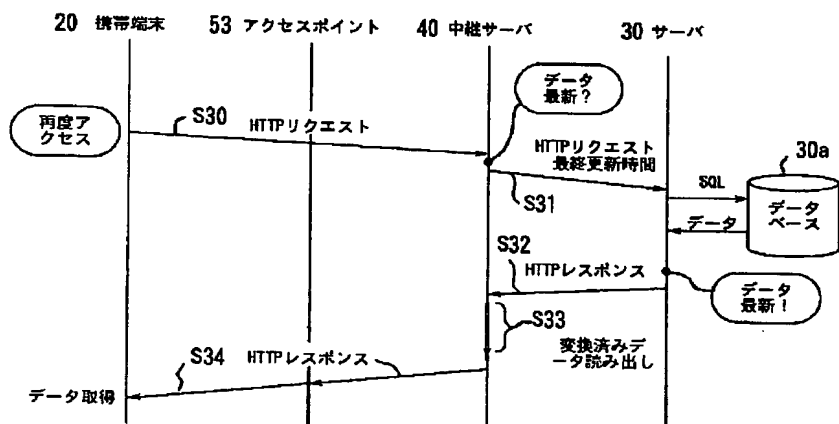 20 携帯端末
53 アクセスポイント
40 中継サーバ
30 サーバ
データ
最新?
再度ア
クセス
S30
HTTPリクエスト
HTTPリクエスト
最終更新時間
30a
S31
SQL
データ
データ
ベース
S32
HTTPレスポンス
データ
最新!
S33
変換済みデ
ータ読み出し
S34
HTTPレスポンス
データ取得